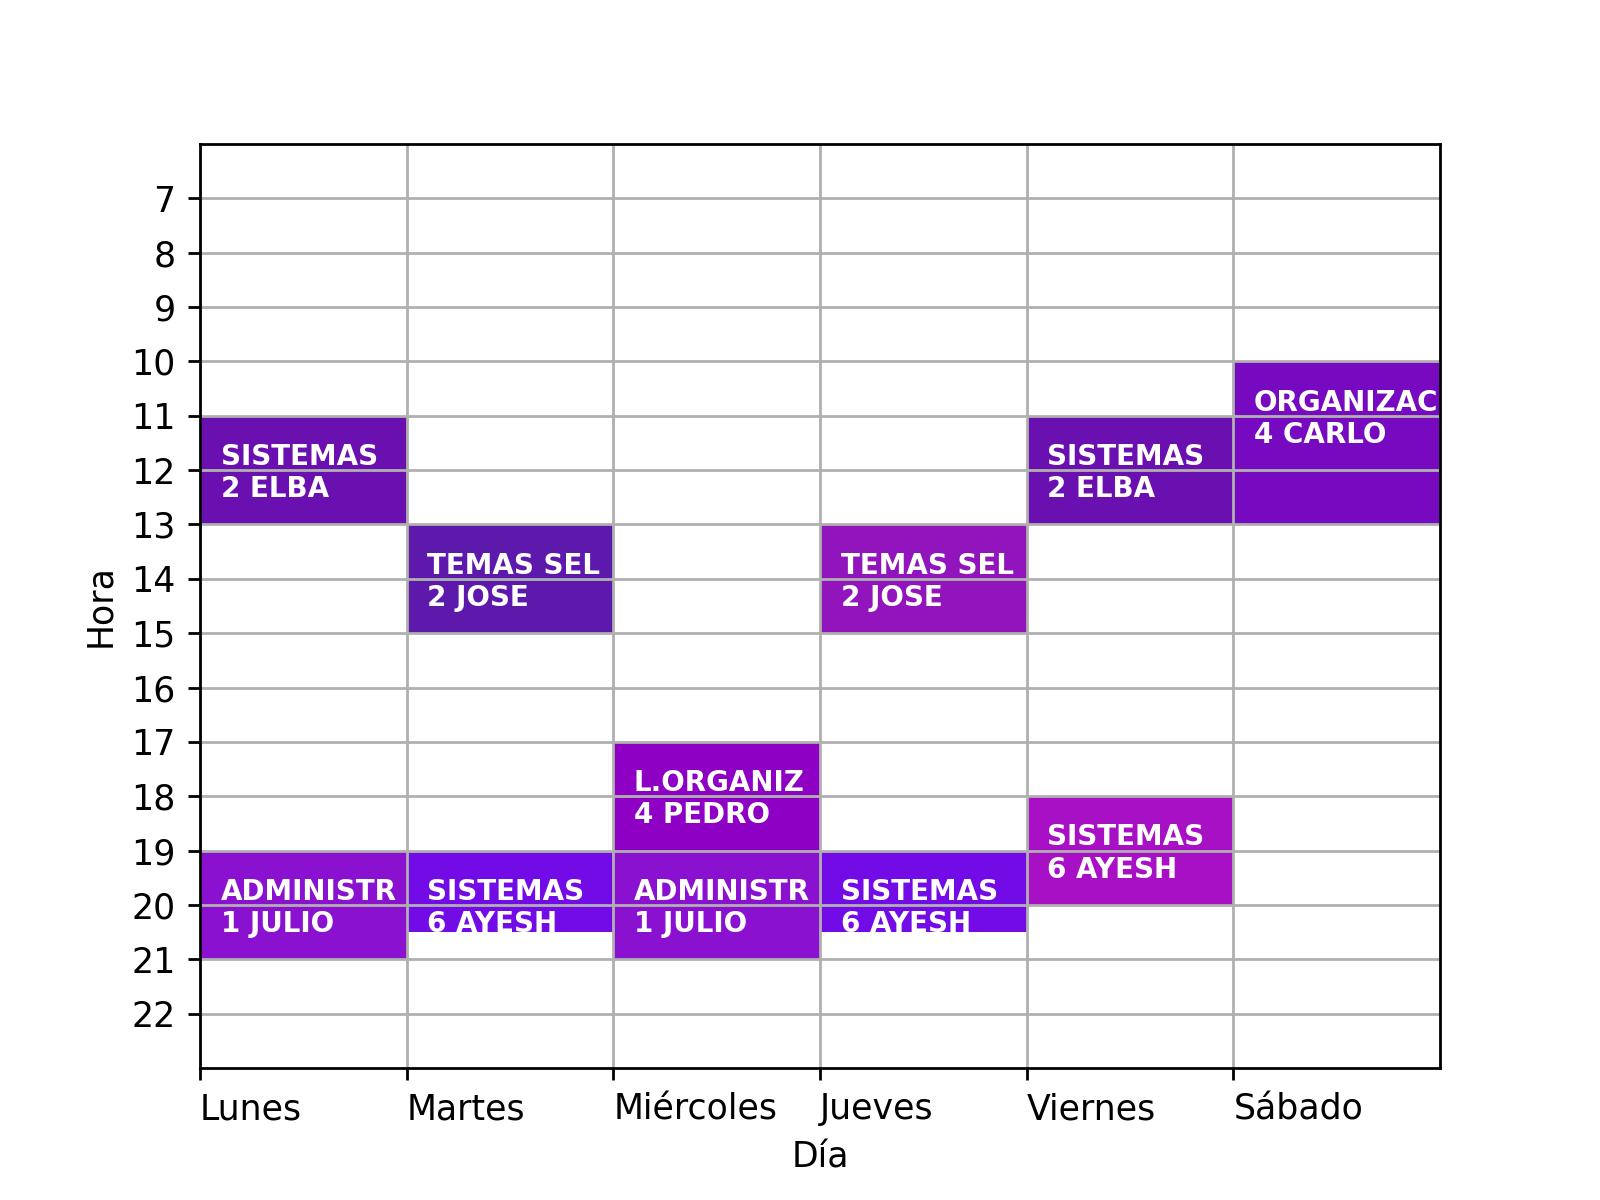 7
8
9
10
11
12
13
14
15
16
17
18
19
20
21
22
Hora
ORGANIZAC
4 CARLO
SISTEMAS
2 ELBA
SISTEMAS
2 ELBA
TEMAS SEL
2 JOSE
TEMAS SEL
2 JOSE
L.ORGANIZ
4 PEDRO
SISTEMAS
6 AYESH
ADMINISTR
1 JULIO
SISTEMAS
6 AYESH
ADMINISTR
1 JULIO
SISTEMAS
6 AYESH
Lunes
Martes
Miércoles
Jueves
Viernes
Sábado
Día